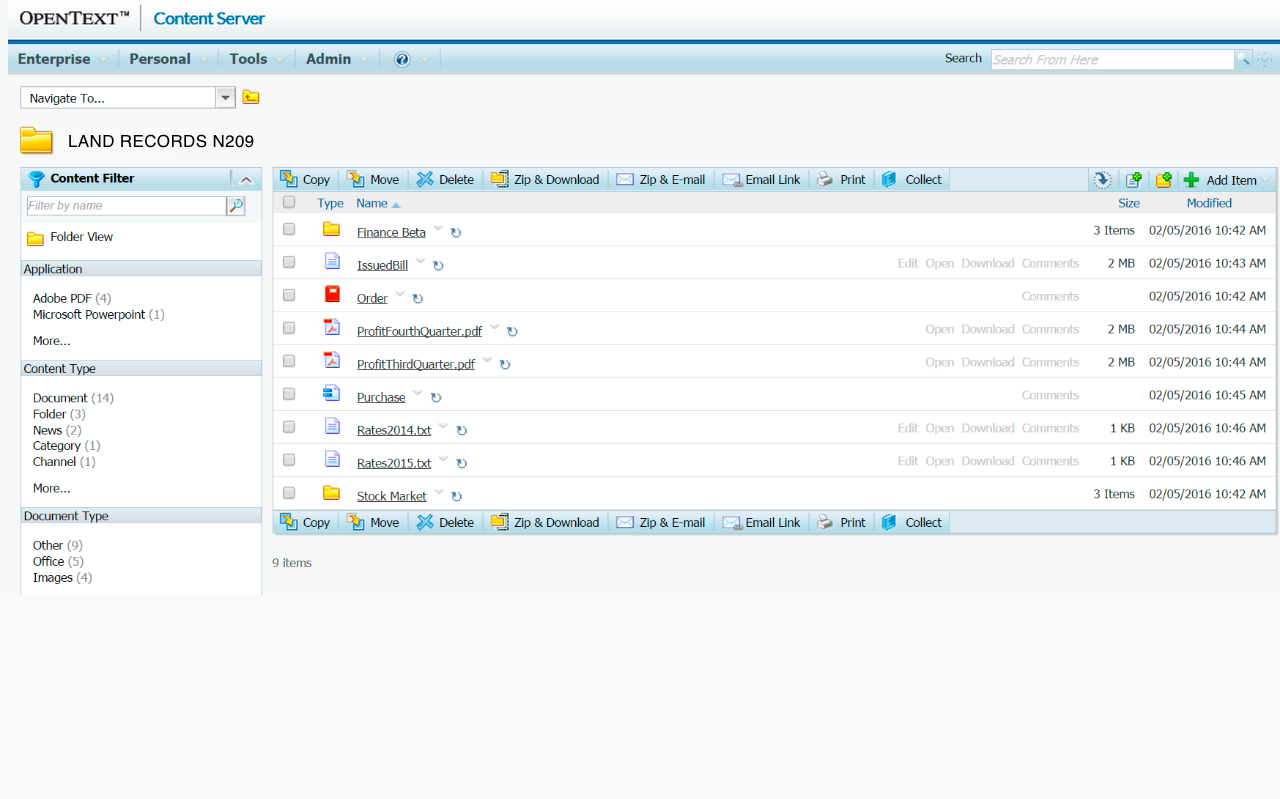 OPENTEXT™ Content Server
Enterprise Personal Tools Admin ? Search Search From Here
Navigate To...
LAND RECORDS N209
Content Filter
Filter by name
Folder View
Application
Adobe PDF (4)
Microsoft Powerpoint (1)
More...
Content Type
Document (14)
Folder (3)
News (2)
Category (1)
Channel (1)
More...
Document Type
Other (9)
Office (5)
Images (4)
Copy Move Delete Zip & Download Zip & E-mail Email Link Print Collect Add Item
Type Name Size Modified
Finance Beta 3 Items 02/05/2016 10:42 AM
IssuedBill Edit Open Download Comments 2 MB 02/05/2016 10:43 AM
Order Comments 02/05/2016 10:42 AM
ProfitFourthQuarter.pdf Open Download Comments 2 MB 02/05/2016 10:44 AM
ProfitThirdQuarter.pdf Open Download Comments 2 MB 02/05/2016 10:44 AM
Purchase Comments 02/05/2016 10:45 AM
Rates2014.txt Edit Open Download Comments 1 KB 02/05/2016 10:46 AM
Rates2015.txt Edit Open Download Comments 1 KB 02/05/2016 10:46 AM
Stock Market 3 Items 02/05/2016 10:42 AM
Copy Move Delete Zip & Download Zip & E-mail Email Link Print Collect
9 items